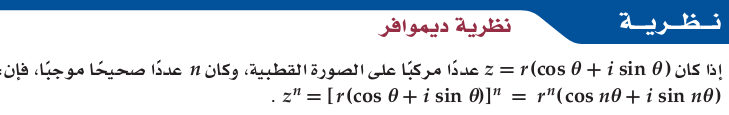 نـظـريـة
نظرية ديموافر
إذا كان z = r(cos θ + i sin θ) عددًا مركبًا على الصورة القطبية، وكان n عددًا صحيحًا موجبًا، فإن:
zⁿ = [r(cos θ + i sin θ)]ⁿ = rⁿ(cos nθ + i sin nθ) .